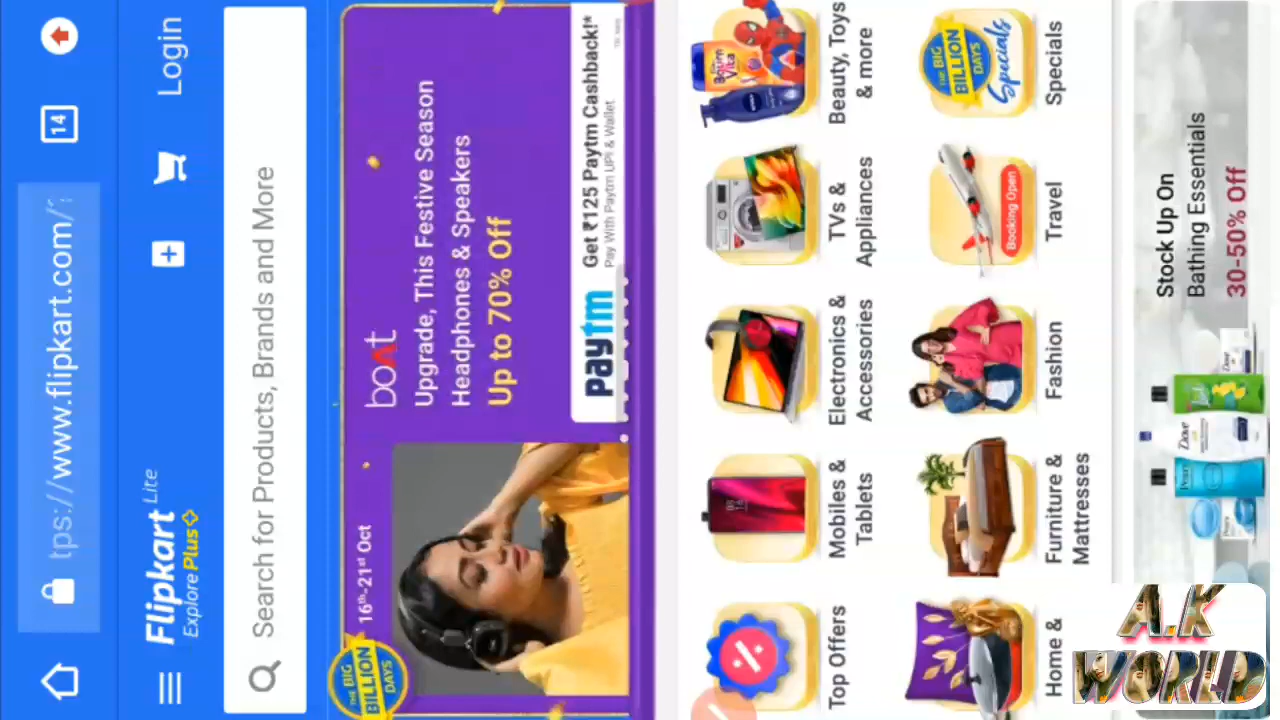 14
tps://www.flipkart.com/
Flipkart Lite
Explore Plus
Login
Search for Products, Brands and More
THE BIG
BILLION
DAYS
16th-21st Oct
boAt
Upgrade, This Festive Season
Headphones & Speakers
Up to 70% Off
Paytm
Get ₹125 Paytm Cashback!*
Pay With Paytm UPI & Wallet
Top Offers
Mobiles &
Tablets
Electronics &
Accessories
TVs &
Appliances
Beauty, Toys
& more
Home &
Furniture &
Mattresses
Fashion
Booking Open
Travel
THE BIG
BILLION
DAYS
Specials
Specials
Stock Up On
Bathing Essentials
30-50% Off
Dove
A.K
WORLD